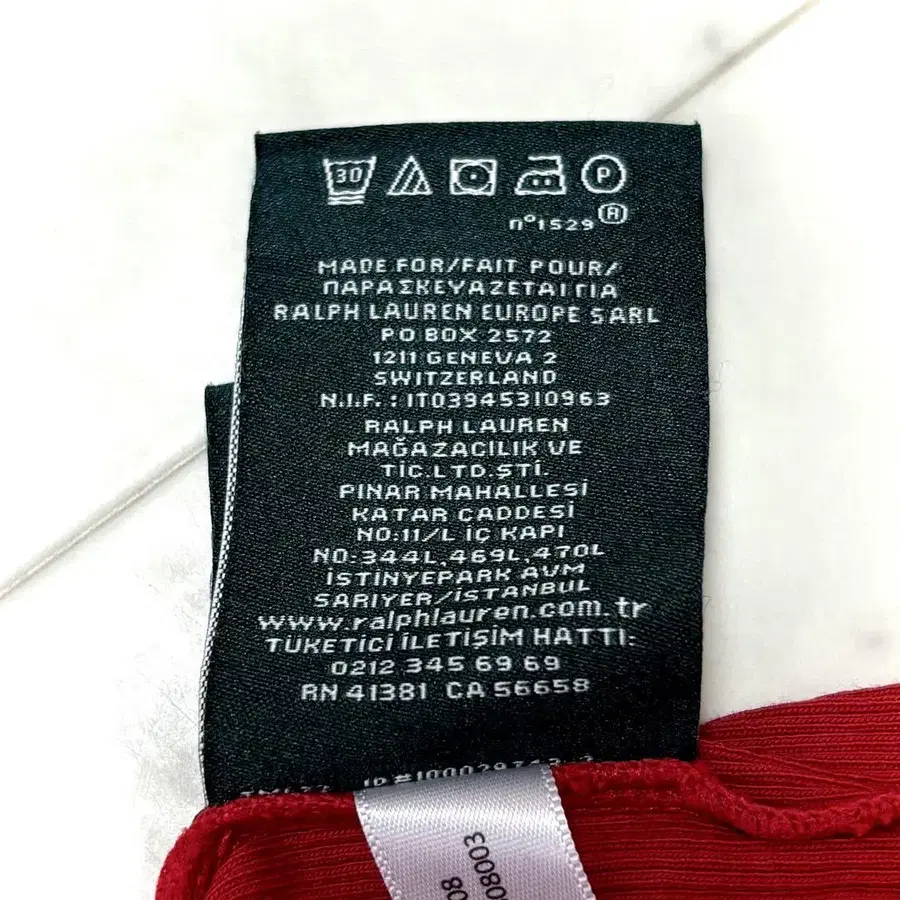 30 P
n°1529 A
MADE FOR/FAIT POUR/
ΠΑΡΑΣΚΕΥΑΖΕΤΑΙ ΓΙΑ
RALPH LAUREN EUROPE SARL
PO BOX 2572
1211 GENEVA 2
SWITZERLAND
N.I.F. : IT03945310963
RALPH LAUREN
MAĞAZACILIK VE
TİC.LTD.ŞTİ.
PINAR MAHALLESİ
KATAR CADDESİ
NO:11/L İÇ KAPI
NO:344L,469L,470L
İSTİNYEPARK AVM
SARIYER/İSTANBUL
www.ralphlauren.com.tr
TÜKETİCİ İLETİŞİM HATTI:
0212 345 69 69
RN 41381 CA 56658
08003
08